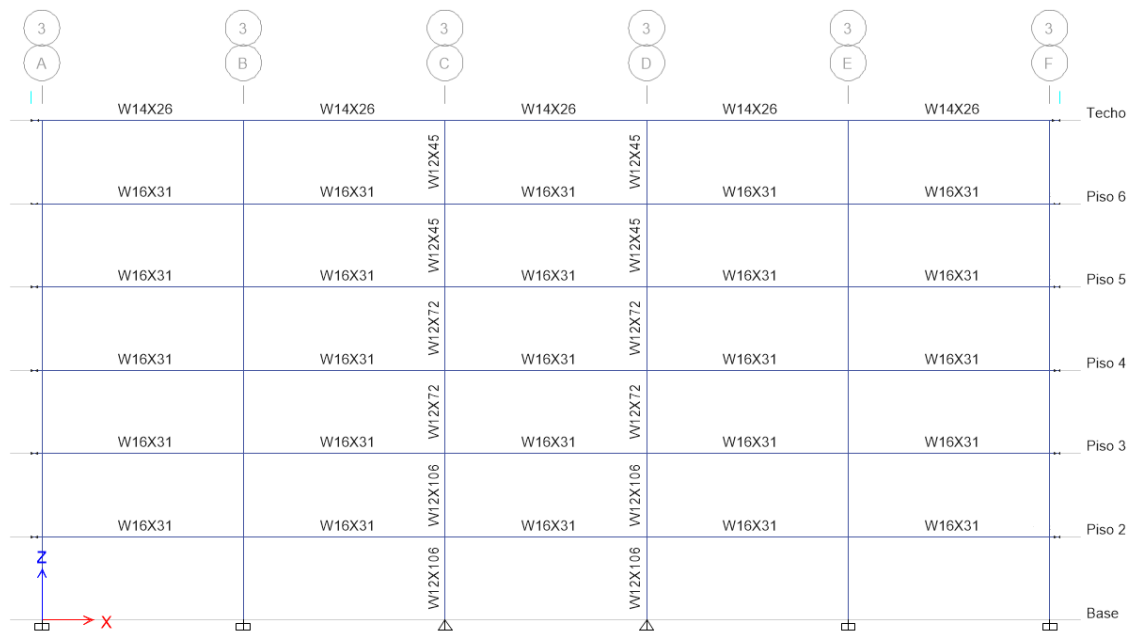 3 3 3 3 3 3
A B C D E F
W14X26 W14X26 W14X26 W14X26 W14X26 Techo
W12X45 W12X45
W16X31 W16X31 W16X31 W16X31 W16X31 Piso 6
W12X45 W12X45
W16X31 W16X31 W16X31 W16X31 W16X31 Piso 5
W12X72 W12X72
W16X31 W16X31 W16X31 W16X31 W16X31 Piso 4
W12X72 W12X72
W16X31 W16X31 W16X31 W16X31 W16X31 Piso 3
W12X106 W12X106
W16X31 W16X31 W16X31 W16X31 W16X31 Piso 2
Z
W12X106 W12X106
X Base